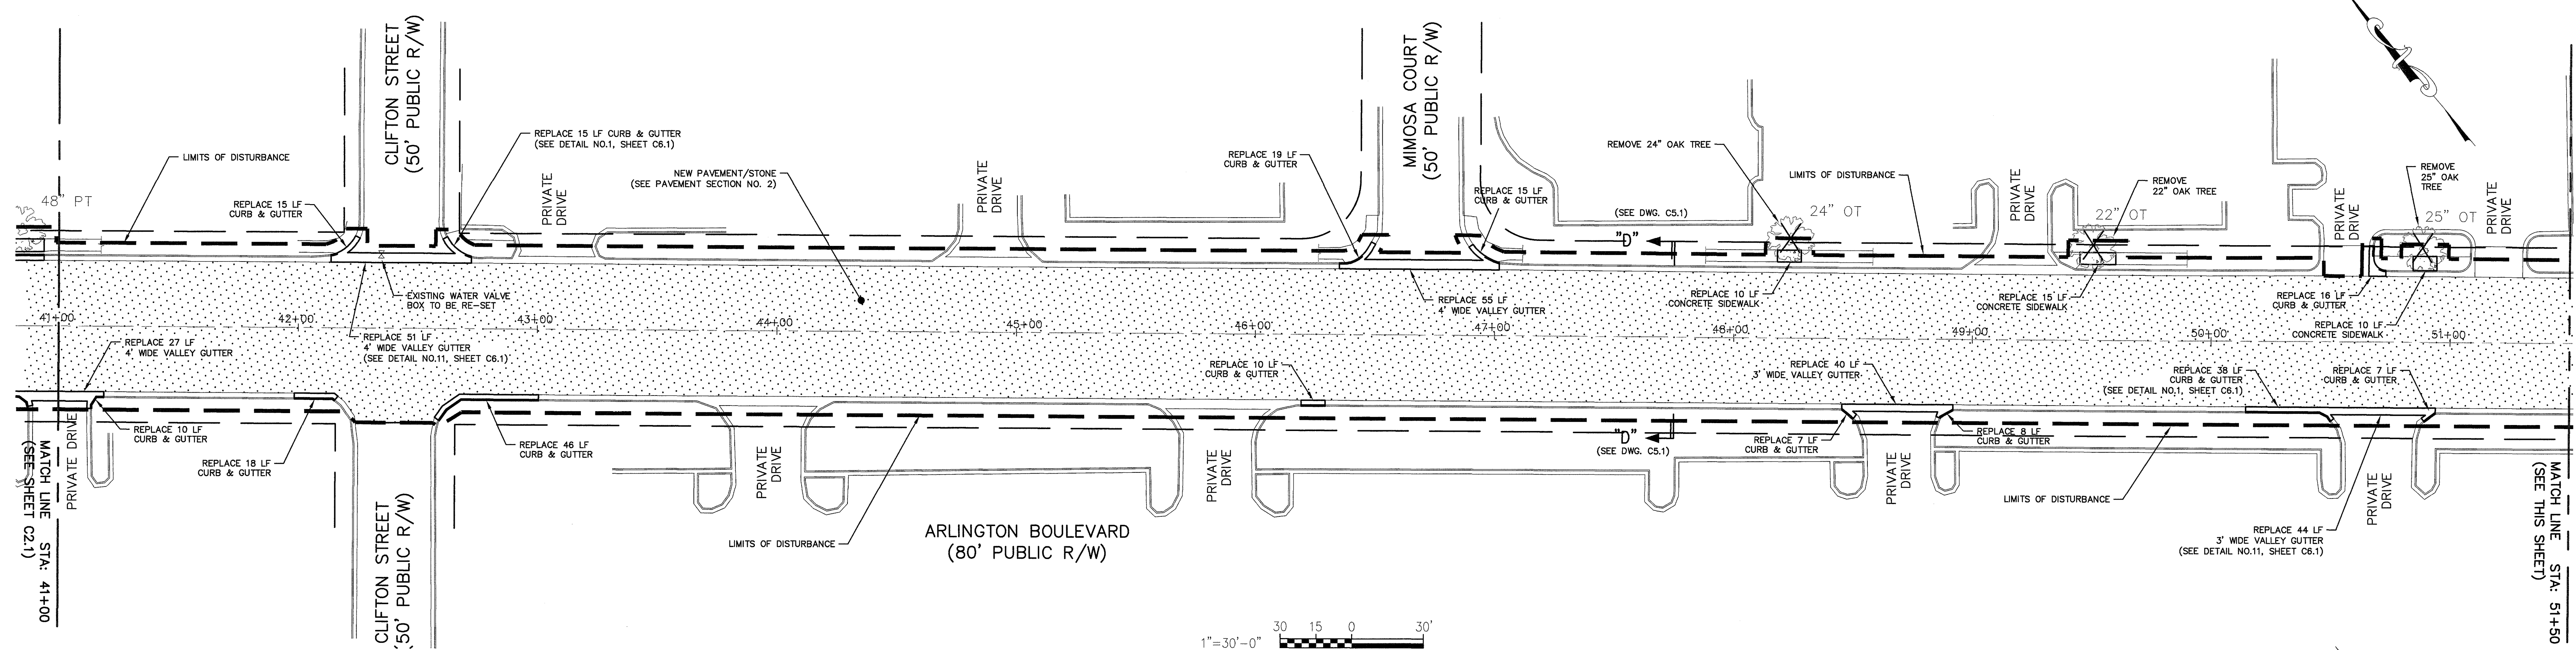 CLIFTON STREET
(50' PUBLIC R/W)
MIMOSA COURT
(50' PUBLIC R/W)
LIMITS OF DISTURBANCE
REPLACE 15 LF CURB & GUTTER
(SEE DETAIL NO.1, SHEET C6.1)
NEW PAVEMENT/STONE
(SEE PAVEMENT SECTION NO. 2)
PRIVATE
DRIVE
PRIVATE
DRIVE
REPLACE 19 LF
CURB & GUTTER
REPLACE 15 LF
CURB & GUTTER
REMOVE 24" OAK TREE
LIMITS OF DISTURBANCE
PRIVATE
DRIVE
REMOVE
22" OAK TREE
REMOVE
25" OAK
TREE
PRIVATE
DRIVE
PRIVATE
DRIVE
48" PT
REPLACE 15 LF
CURB & GUTTER
(SEE DWG. C5.1)
"D"
24" OT
22" OT
25" OT
EXISTING WATER VALVE
BOX TO BE RE-SET
REPLACE 55 LF
4' WIDE VALLEY GUTTER
REPLACE 10 LF
CONCRETE SIDEWALK
REPLACE 15 LF
CONCRETE SIDEWALK
REPLACE 16 LF
CURB & GUTTER
REPLACE 10 LF
CONCRETE SIDEWALK
41+00
42+00
43+00
44+00
45+00
46+00
47+00
48+00
49+00
50+00
51+00
REPLACE 27 LF
4' WIDE VALLEY GUTTER
REPLACE 51 LF
4' WIDE VALLEY GUTTER
(SEE DETAIL NO.11, SHEET C6.1)
REPLACE 10 LF
CURB & GUTTER
REPLACE 40 LF
3' WIDE VALLEY GUTTER
REPLACE 38 LF
CURB & GUTTER
(SEE DETAIL NO.1, SHEET C6.1)
REPLACE 7 LF
CURB & GUTTER
REPLACE 10 LF
CURB & GUTTER
REPLACE 18 LF
CURB & GUTTER
REPLACE 46 LF
CURB & GUTTER
"D"
(SEE DWG. C5.1)
REPLACE 7 LF
CURB & GUTTER
REPLACE 8 LF
CURB & GUTTER
MATCH LINE STA: 41+00
(SEE SHEET C2.1)
PRIVATE DRIVE
PRIVATE
DRIVE
PRIVATE
DRIVE
PRIVATE
DRIVE
PRIVATE
DRIVE
LIMITS OF DISTURBANCE
MATCH LINE STA: 51+50
(SEE THIS SHEET)
CLIFTON STREET
(50' PUBLIC R/W)
LIMITS OF DISTURBANCE
ARLINGTON BOULEVARD
(80' PUBLIC R/W)
REPLACE 44 LF
3' WIDE VALLEY GUTTER
(SEE DETAIL NO.11, SHEET C6.1)
30 15 0 30'
1"=30'-0"